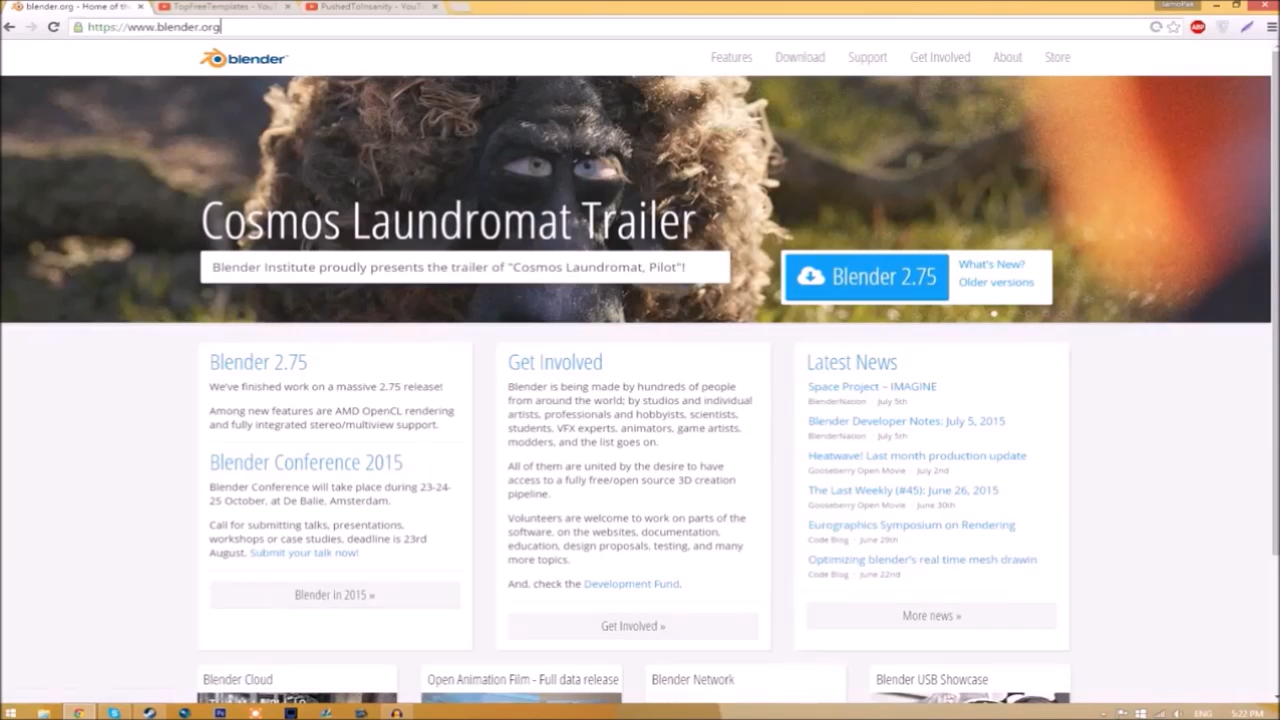 blender.org - Home of th
TopFreeTemplates - YouT
PushedToInsanity - YouT
https://www.blender.org
blender
Features
Download
Support
Get Involved
About
Store
Cosmos Laundromat Trailer
Blender Institute proudly presents the trailer of "Cosmos Laundromat, Pilot"!
Blender 2.75
What's New?
Older versions
Blender 2.75
We've finished work on a massive 2.75 release!
Among new features are AMD OpenCL rendering
and fully integrated stereo/multiview support.
Blender Conference 2015
Blender Conference will take place during 23-24-
25 October, at De Balie, Amsterdam.
Call for submitting talks, presentations,
workshops or case studies, deadline is 23rd
August. Submit your talk now!
Blender in 2015 »
Get Involved
Blender is being made by hundreds of people
from around the world; by studios and individual
artists, professionals and hobbyists, scientists,
students, VFX experts, animators, game artists,
modders, and the list goes on.
All of them are united by the desire to have
access to a fully free/open source 3D creation
pipeline.
Volunteers are welcome to work on parts of the
software, on the websites, documentation,
education, design proposals, testing, and many
more topics.
And, check the Development Fund.
Get Involved »
Latest News
Space Project – IMAGINE
BlenderNation · July 5th
Blender Developer Notes: July 5, 2015
BlenderNation · July 5th
Heatwave! Last month production update
Gooseberry Open Movie · July 2nd
The Last Weekly (#45): June 26, 2015
Gooseberry Open Movie · June 30th
Eurographics Symposium on Rendering
Code Blog · June 29th
Optimizing blender's real time mesh drawin
Code Blog · June 22nd
More news »
Blender Cloud
Open Animation Film - Full data release
Blender Network
Blender USB Showcase
ABP
ENG
5:22 PM